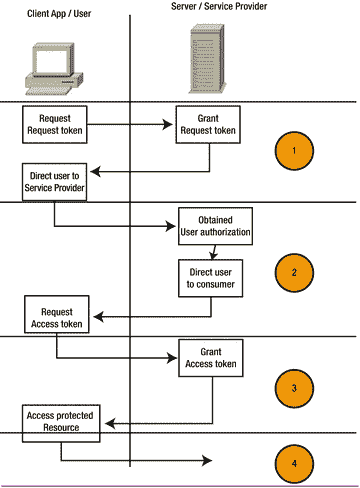 Client App / User
Server / Service Provider
Request
Request token
Grant
Request token
1
Direct user to
Service Provider
Obtained
User authorization
2
Direct user
to consumer
Request
Access token
Grant
Access token
3
Access protected
Resource
4